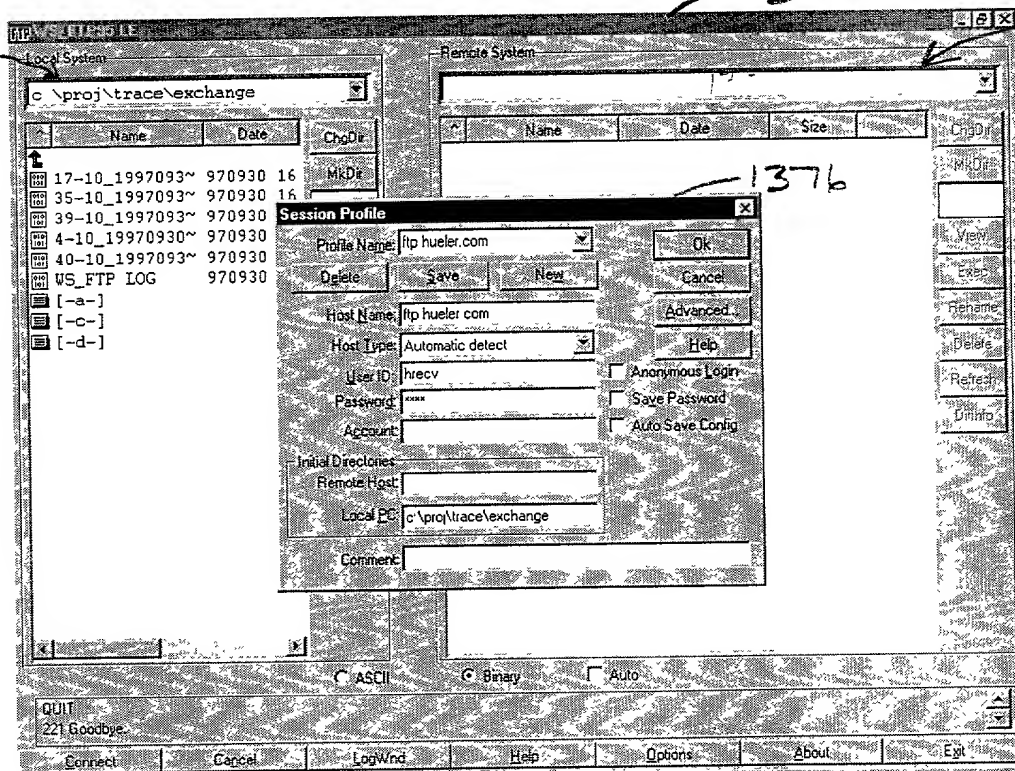 WS_FTP95 LE
Local System
Remote System
c \proj\trace\exchange
Name Date
Name Date Size
ChgDir
MkDir
ChgDir
MkDir
View
Exec
Rename
Delete
Refresh
DirInfo
17-10_1997093~ 970930 16
35-10_1997093~ 970930 16
39-10_1997093~ 970930
4-10_19970930~ 970930
40-10_1997093~ 970930
WS_FTP LOG 970930
[-a-]
[-c-]
[-d-]
1376
Session Profile
Profile Name: ftp hueler.com
Delete Save New
Host Name: ftp hueler com
Host Type: Automatic detect
User ID: hrecv
Password: ****
Account:
Initial Directories
Remote Host:
Local PC: c:\proj\trace\exchange
Comment:
Ok
Cancel
Advanced..
Help
Anonymous Login
Save Password
Auto Save Config
ASCII Binary Auto
QUIT
221 Goodbye.
Connect Cancel LogWnd Help Options About Exit